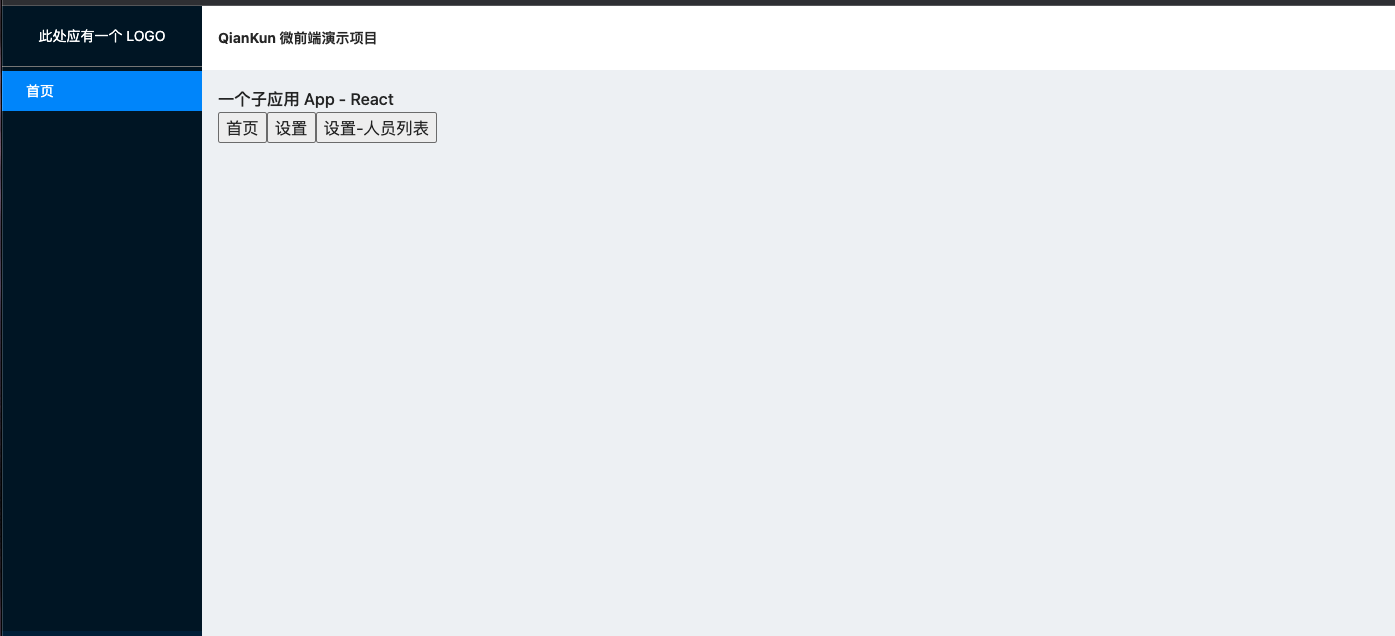 此处应有一个 LOGO
首页
QianKun 微前端演示项目
一个子应用 App - React
首页 设置 设置-人员列表